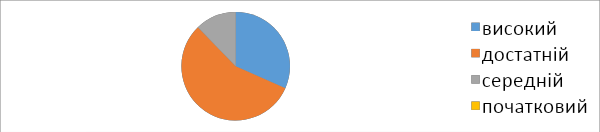 високий
достатній
середній
початковий